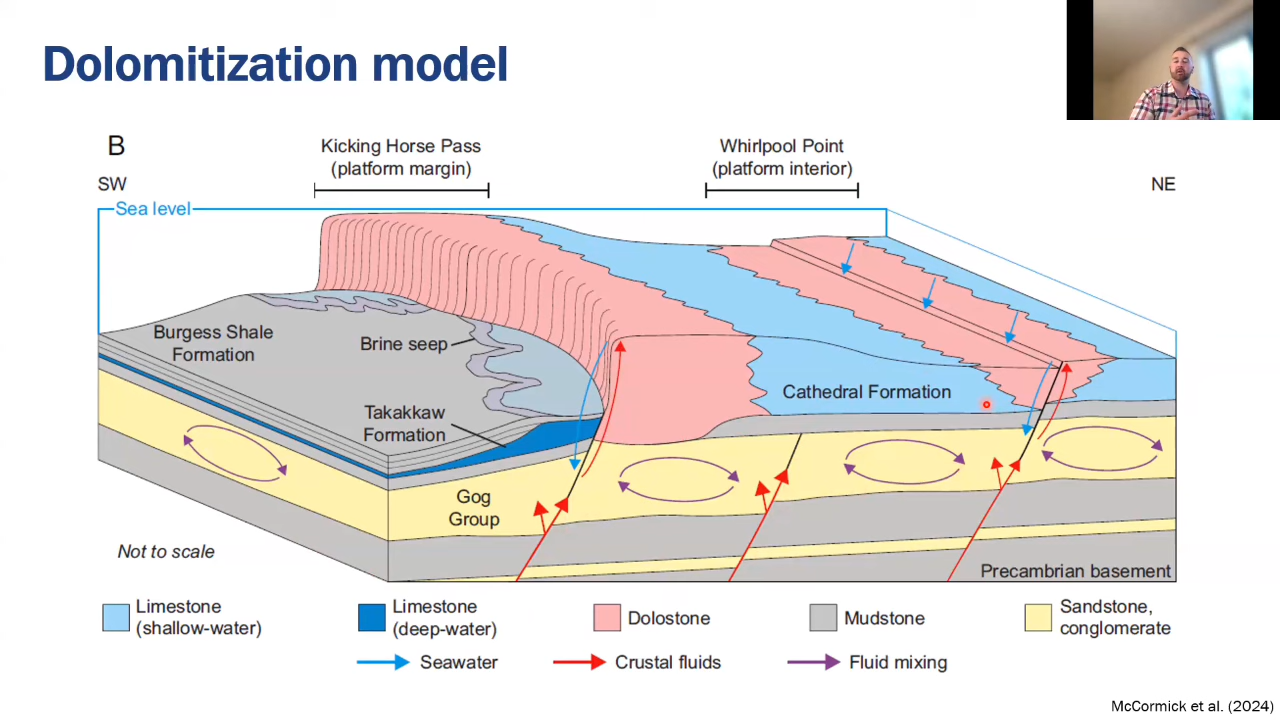 Dolomitization model
B
Kicking Horse Pass
(platform margin)
Whirlpool Point
(platform interior)
SW
NE
Sea level
Burgess Shale
Formation
Brine seep
Takakkaw
Formation
Cathedral Formation
Gog
Group
Not to scale
Precambrian basement
Limestone
(shallow-water)
Limestone
(deep-water)
Dolostone
Mudstone
Sandstone,
conglomerate
Seawater
Crustal fluids
Fluid mixing
McCormick et al. (2024)